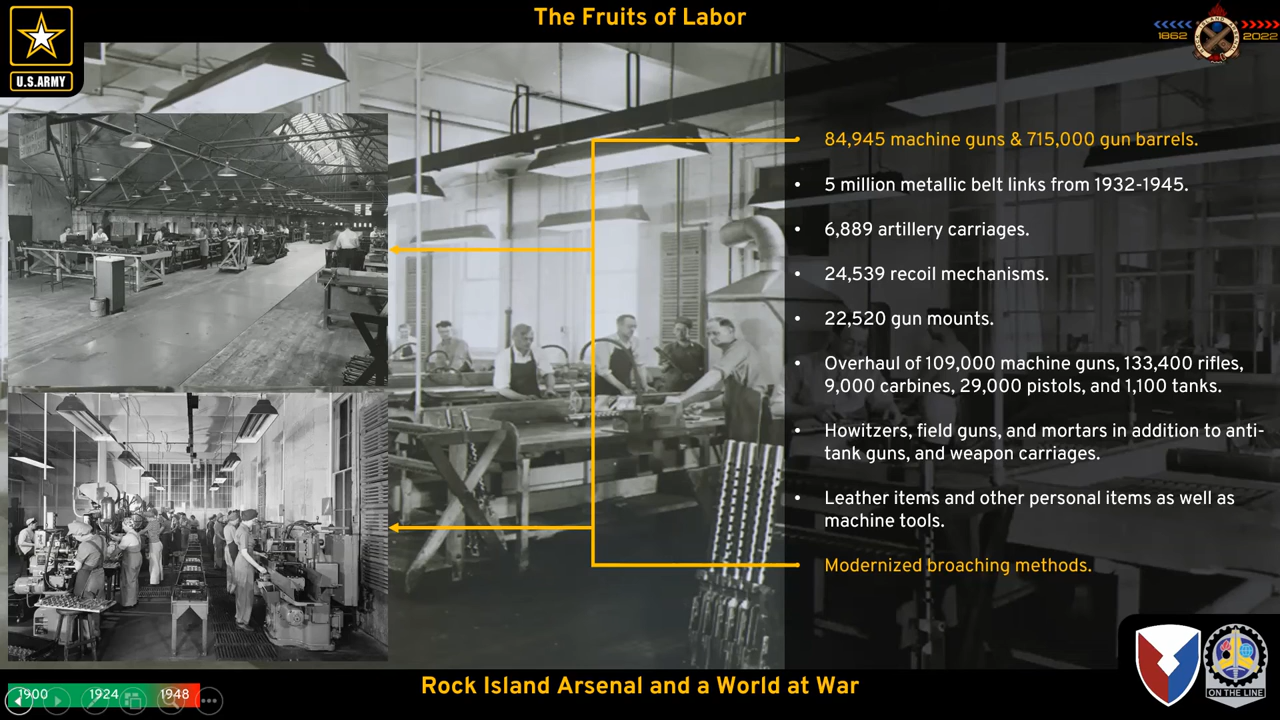 The Fruits of Labor
U.S.ARMY
1862
2022
84,945 machine guns & 715,000 gun barrels.
• 5 million metallic belt links from 1932-1945.
• 6,889 artillery carriages.
• 24,539 recoil mechanisms.
• 22,520 gun mounts.
• Overhaul of 109,000 machine guns, 133,400 rifles,
9,000 carbines, 29,000 pistols, and 1,100 tanks.
• Howitzers, field guns, and mortars in addition to anti-
tank guns, and weapon carriages.
• Leather items and other personal items as well as
machine tools.
Modernized broaching methods.
ON THE LINE
1900
1924
1948
Rock Island Arsenal and a World at War